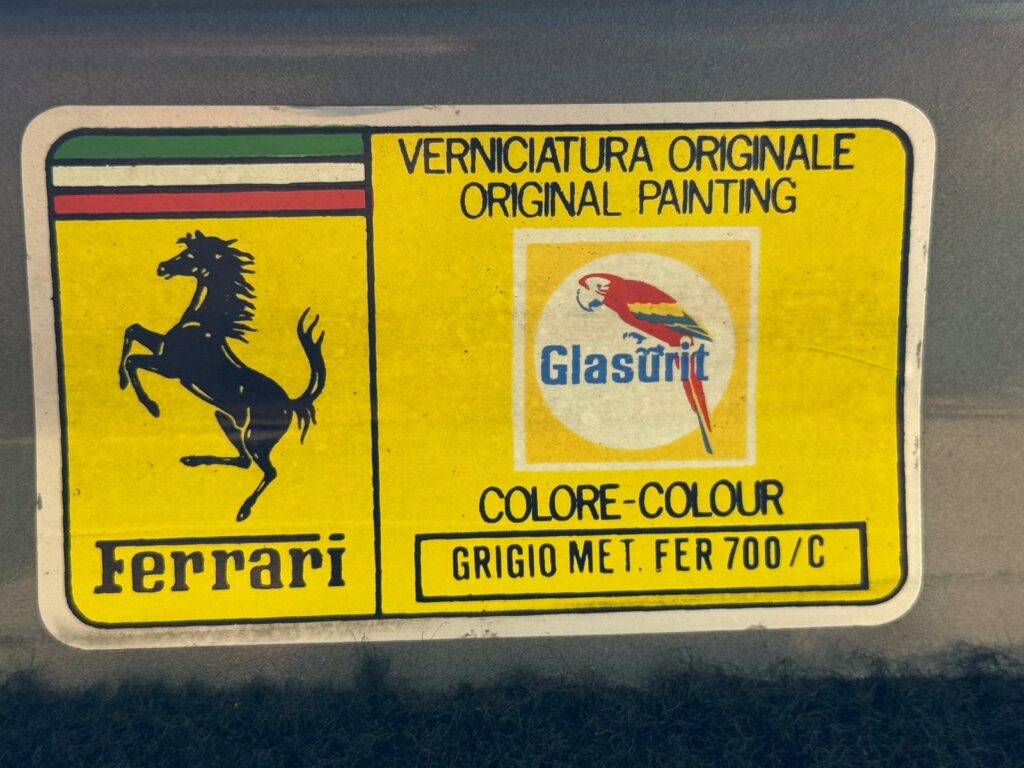 VERNICIATURA ORIGINALE
ORIGINAL PAINTING
Glasurit
COLORE-COLOUR
GRIGIO MET. FER 700/C
Ferrari